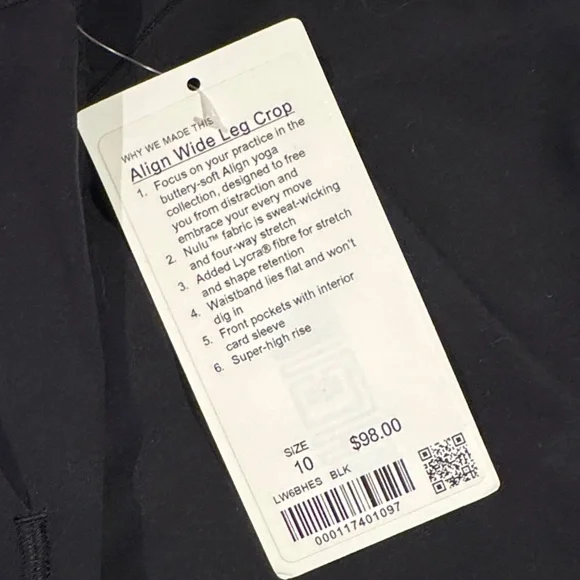 WHY WE MADE THIS
Align Wide Leg Crop
1. Focus on your practice in the
buttery-soft Align yoga
collection, designed to free
you from distraction and
embrace your every move
2. Nulu™ fabric is sweat-wicking
and four-way stretch
3. Added Lycra® fibre for stretch
and shape retention
4. Waistband lies flat and won't
dig in
5. Front pockets with interior
card sleeve
6. Super-high rise
SIZE
10
$98.00
LW6BHES BLK
000117401097